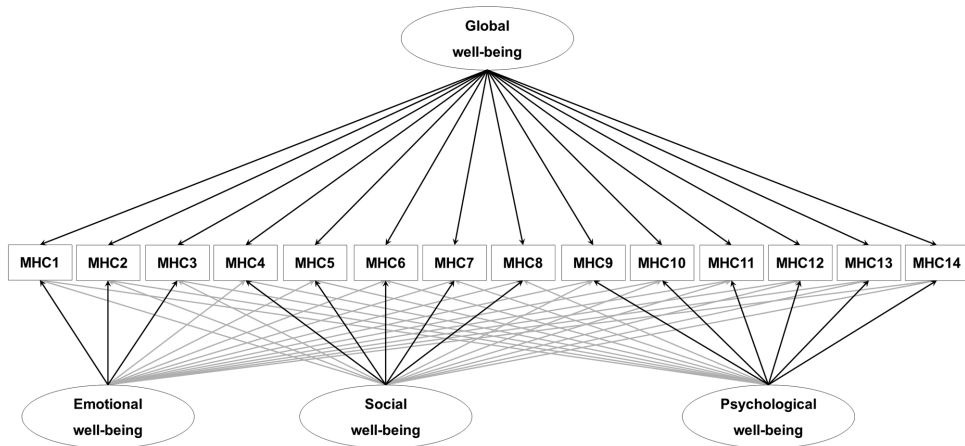 Global
well-being
MHC1 MHC2 MHC3 MHC4 MHC5 MHC6 MHC7 MHC8 MHC9 MHC10 MHC11 MHC12 MHC13 MHC14
Emotional
well-being
Social
well-being
Psychological
well-being